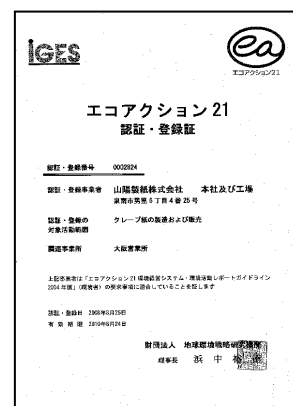 iGES
ea
エコアクション21
エコアクション 21
認証・登録証
認証・登録番号 0002824
認証・登録事業者 山陽製紙株式会社 本社及び工場
泉南市男里6丁目4番25号
認証・登録の クレープ紙の製造および販売
対象活動範囲
関連事業所 大阪営業所
上記事業者は「エコアクション21環境経営システム・環境活動レポートガイドライン
2004年版」(環境省)の要求事項に適合していることを証します
認証・登録日 2008年8月25日
有効期限 2010年8月24日
財団法人 地球環境戦略研究機関
理事長 浜中